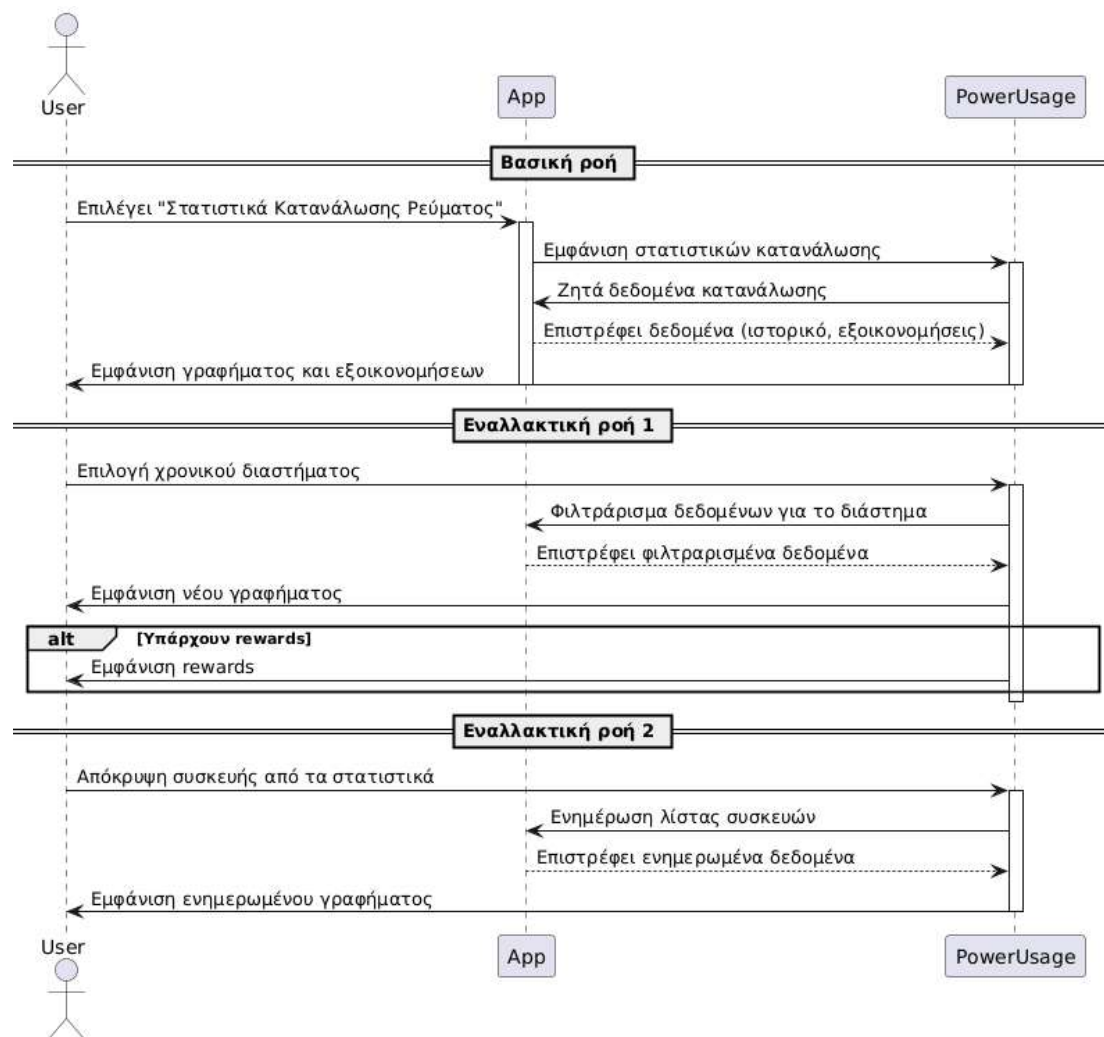 User
App
PowerUsage
Βασική ροή
Επιλέγει "Στατιστικά Κατανάλωσης Ρεύματος"
Εμφάνιση στατιστικών κατανάλωσης
Ζητά δεδομένα κατανάλωσης
Επιστρέφει δεδομένα (ιστορικό, εξοικονομήσεις)
Εμφάνιση γραφήματος και εξοικονομήσεων
Εναλλακτική ροή 1
Επιλογή χρονικού διαστήματος
Φιλτράρισμα δεδομένων για το διάστημα
Επιστρέφει φιλτραρισμένα δεδομένα
Εμφάνιση νέου γραφήματος
alt [Υπάρχουν rewards]
Εμφάνιση rewards
Εναλλακτική ροή 2
Απόκρυψη συσκευής από τα στατιστικά
Ενημέρωση λίστας συσκευών
Επιστρέφει ενημερωμένα δεδομένα
Εμφάνιση ενημερωμένου γραφήματος
User
App
PowerUsage